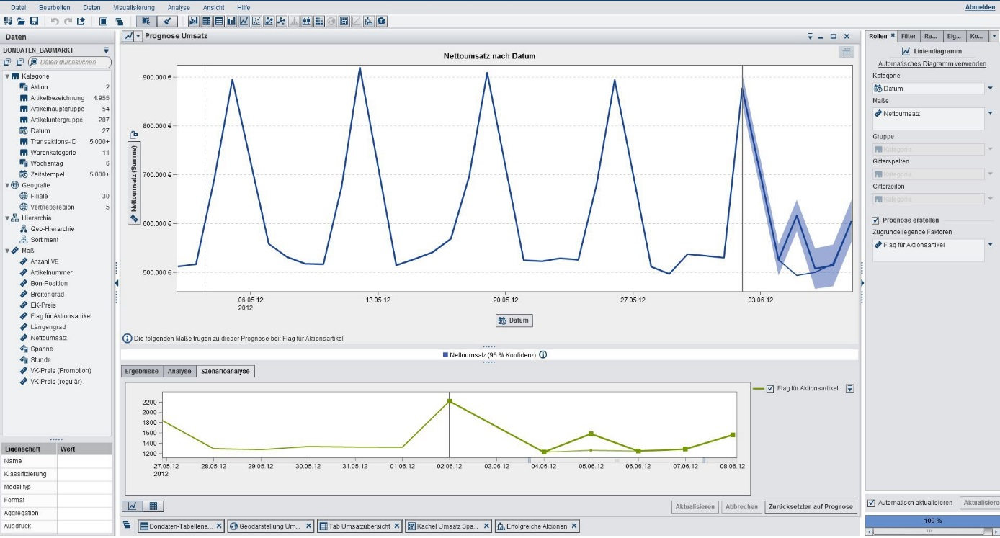 Datei Bearbeiten Daten Visualisierung Analyse Ansicht Hilfe Abmelden
Daten
BONDATEN_BAUMARKT
Daten durchsuchen
Kategorie
Aktion 2
Artikelbezeichnung 4.955
Artikelhauptgruppe 54
Artikeluntergruppe 287
Datum 27
Transaktions-ID 5.000+
Warenkategorie 11
Wochentag 6
Zeitstempel 5.000+
Geografie
Filiale 30
Vertriebsregion 5
Hierarchie
Geo-Hierarchie
Sortiment
Maß
Anzahl VE
Artikelnummer
Bon-Position
Breitengrad
EK-Preis
Flag für Aktionsartikel
Längengrad
Nettoumsatz
Spanne
Stunde
VK-Preis (Promotion)
VK-Preis (regulär)
Eigenschaft Wert
Name
Klassifizierung
Modelltyp
Format
Aggregation
Ausdruck
Prognose Umsatz
Nettoumsatz nach Datum
Nettoumsatz (Summe)
900.000 €
800.000 €
700.000 €
600.000 €
500.000 €
06.05.12 13.05.12 20.05.12 27.05.12 03.06.12
2012
Datum
Die folgenden Maße trugen zu dieser Prognose bei: Flag für Aktionsartikel
Nettoumsatz (95 % Konfidenz)
Ergebnisse Analyse Szenarioanalyse
Flag für Aktionsartikel
2200
2000
1800
1600
1400
1200
27.05.12 28.05.12 29.05.12 30.05.12 31.05.12 01.06.12 02.06.12 03.06.12 04.06.12 05.06.12 06.06.12 07.06.12 08.06.12
2012
Aktualisieren Abbrechen Zurücksetzten auf Prognose
Bondaten-Tabellena... Geodarstellung Um... Tab Umsatzübersicht Kachel Umsatz Spa... Erfolgreiche Aktionen
Rollen Filter Ra... Eig... Ko...
Liniendiagramm
Automatisches Diagramm verwenden
Kategorie
Datum
Maße
Nettoumsatz
Gruppe
Kategorie
Gitterspalten
Kategorie
Gitterzeilen
Kategorie
Prognose erstellen
Zugrundeliegende Faktoren
Flag für Aktionsartikel
Automatisch aktualisieren Aktualisiere
100 %